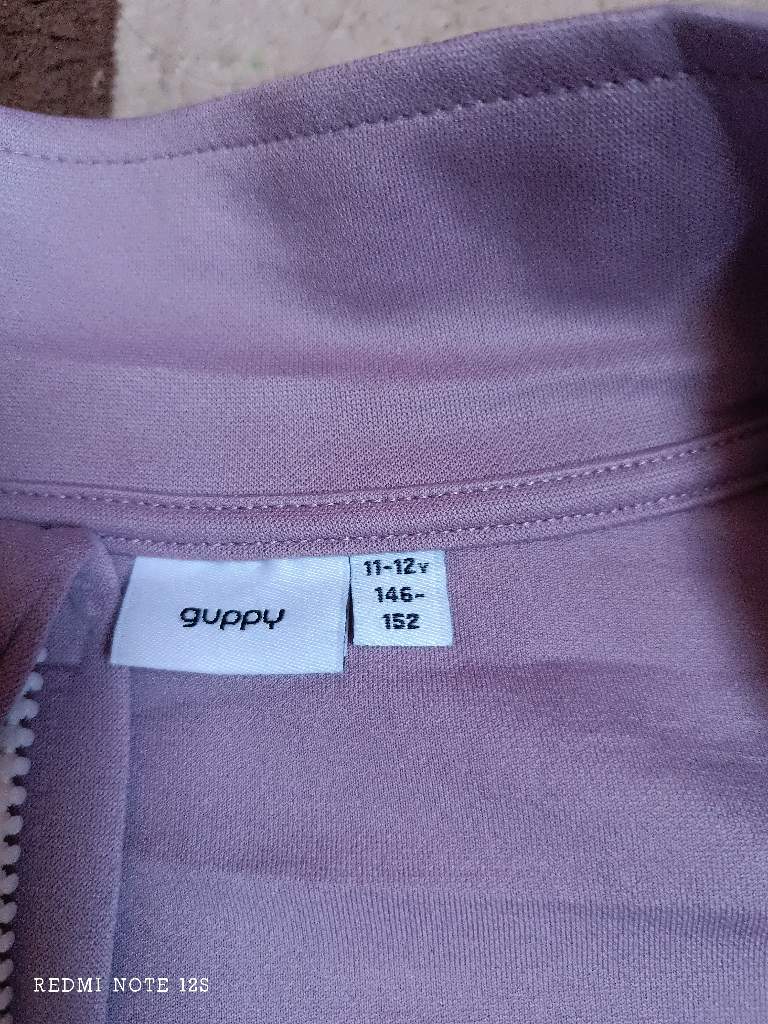 guppy
11-12Y
146-
152
REDMI NOTE 12S